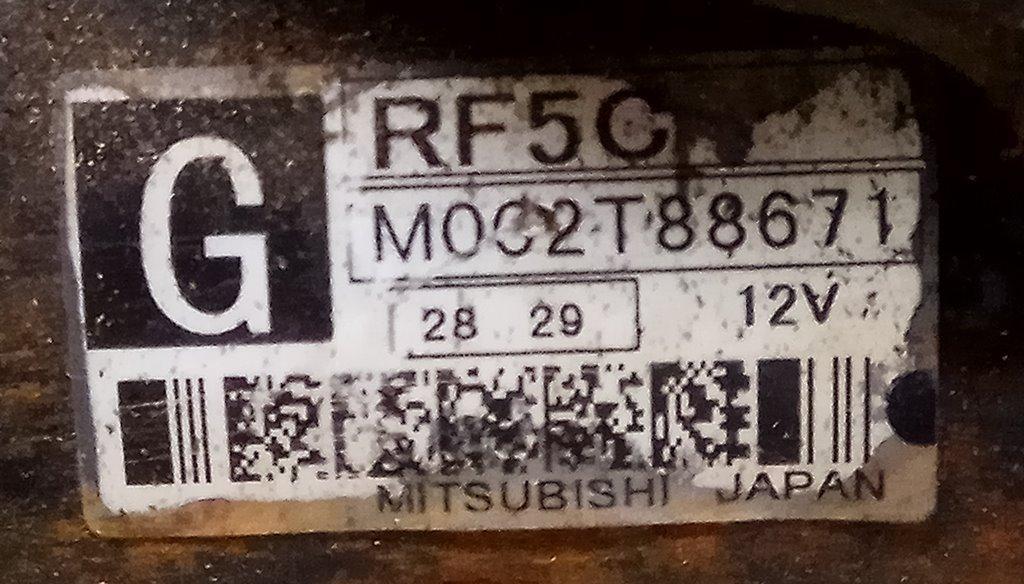 G
RF5C
M002T88671
28 29
12V
MITSUBISHI JAPAN